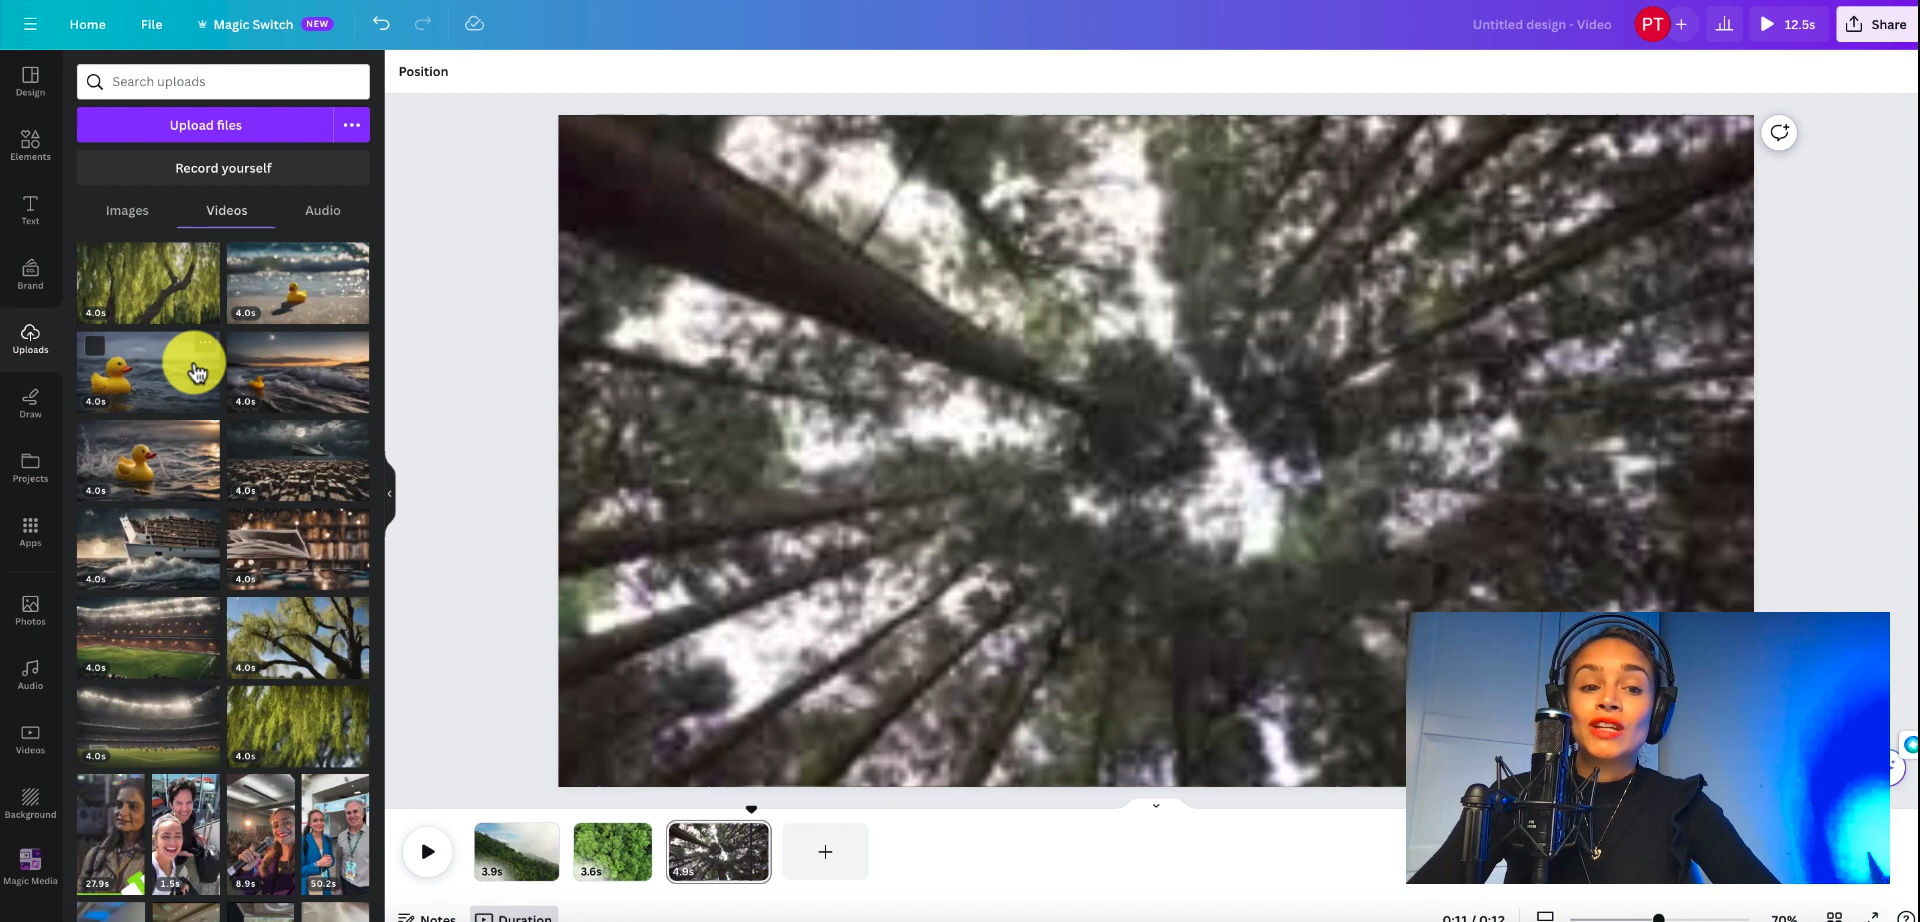 Home
File
Magic Switch NEW
Untitled design - Video
PT
12.5s
Share
Design
Elements
Text
Brand
Uploads
Draw
Projects
Apps
Photos
Audio
Videos
Background
Magic Media
Search uploads
Upload files
Record yourself
Images Videos Audio
4.0s 4.0s
4.0s 4.0s
4.0s 4.0s
4.0s 4.0s
4.0s 4.0s
4.0s 4.0s
27.9s 1.5s 8.9s 50.2s
Position
3.9s 3.6s 4.9s
Notes Duration
0:11 / 0:12
70%